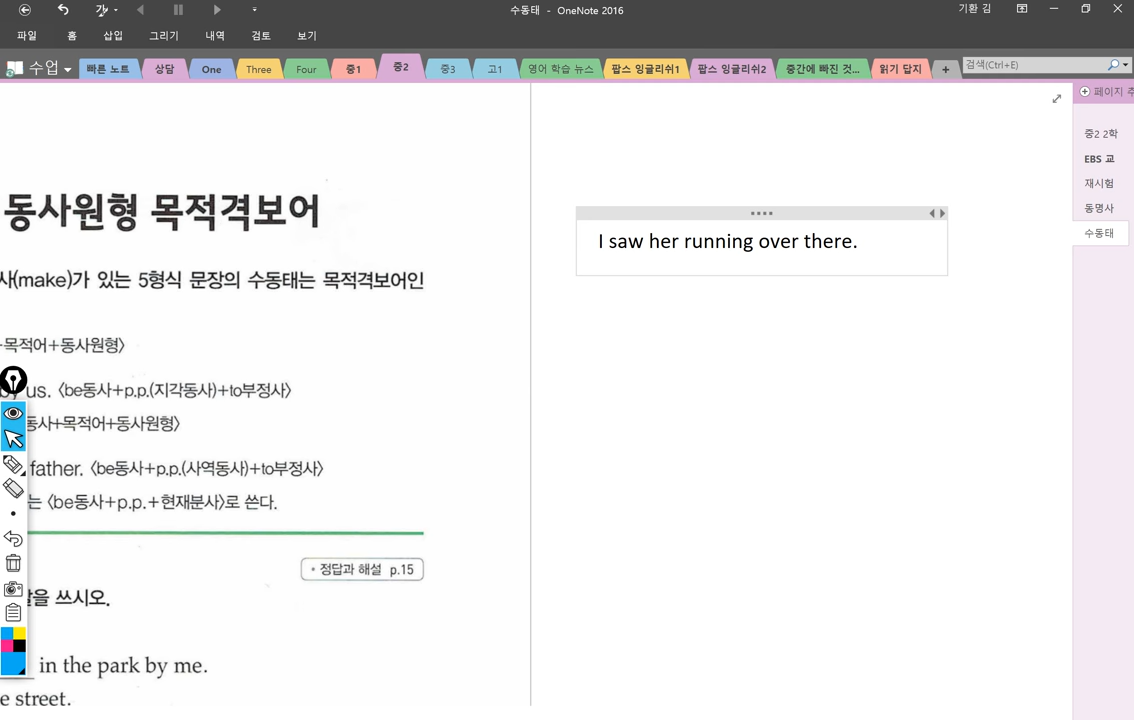 수동태 - OneNote 2016
기환 김
파일 홈 삽입 그리기 내역 검토 보기
수업 빠른 노트 상담 One Three Four 중1 중2 중3 고1 영어 학습 뉴스 팝스 잉글리쉬1 팝스 잉글리쉬2 중간에 빠진 것... 읽기 답지 + 검색(Ctrl+E)
페이지 추
중2 2학
EBS 교
재시험
동명사
수동태
동사원형 목적격보어
사(make)가 있는 5형식 문장의 수동태는 목적격보어인
목적어+동사원형〉
by us. 〈be동사+p.p.(지각동사)+to부정사〉
동사+목적어+동사원형〉
father. 〈be동사+p.p.(사역동사)+to부정사〉
는 〈be동사+p.p.+현재분사〉로 쓴다.
• 정답과 해설 p.15
말을 쓰시오.
in the park by me.
e street.
I saw her running over there.